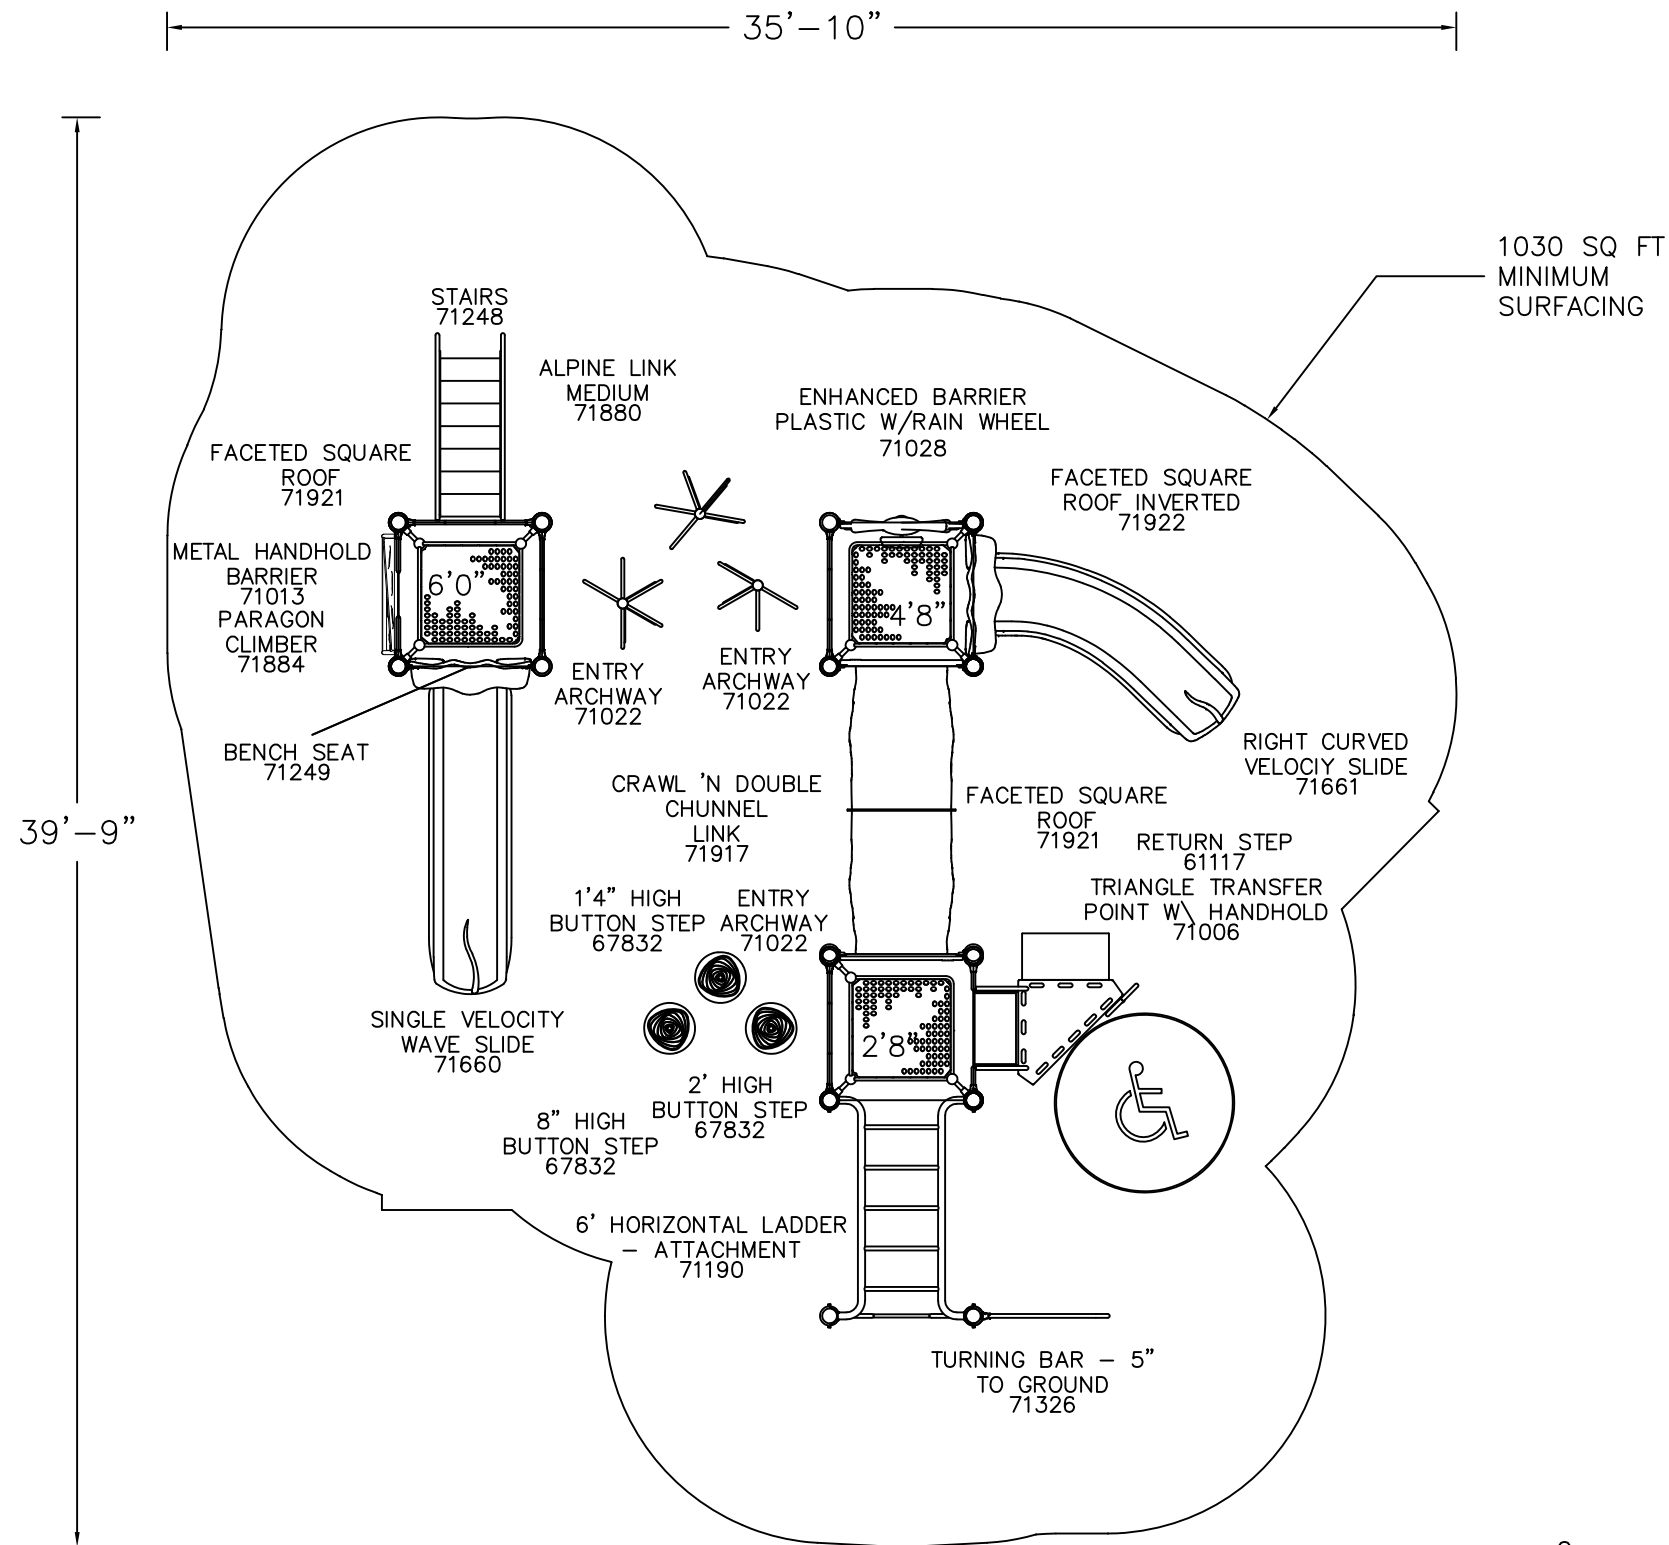 35'-10"
1030 SQ FT
MINIMUM
SURFACING
STAIRS
71248
ALPINE LINK
MEDIUM
71880
ENHANCED BARRIER
PLASTIC W/RAIN WHEEL
71028
FACETED SQUARE
ROOF
71921
FACETED SQUARE
ROOF INVERTED
71922
METAL HANDHOLD
BARRIER
71013
PARAGON
CLIMBER
71884
6'0"
4'8"
ENTRY
ARCHWAY
71022
ENTRY
ARCHWAY
71022
BENCH SEAT
71249
RIGHT CURVED
VELOCIY SLIDE
71661
CRAWL 'N DOUBLE
CHUNNEL
LINK
71917
FACETED SQUARE
ROOF
71921
39'-9"
RETURN STEP
61117
TRIANGLE TRANSFER
POINT W\ HANDHOLD
71006
1'4" HIGH
BUTTON STEP
67832
ENTRY
ARCHWAY
71022
SINGLE VELOCITY
WAVE SLIDE
71660
2'8"
2' HIGH
BUTTON STEP
67832
8" HIGH
BUTTON STEP
67832
6' HORIZONTAL LADDER
- ATTACHMENT
71190
TURNING BAR - 5"
TO GROUND
71326